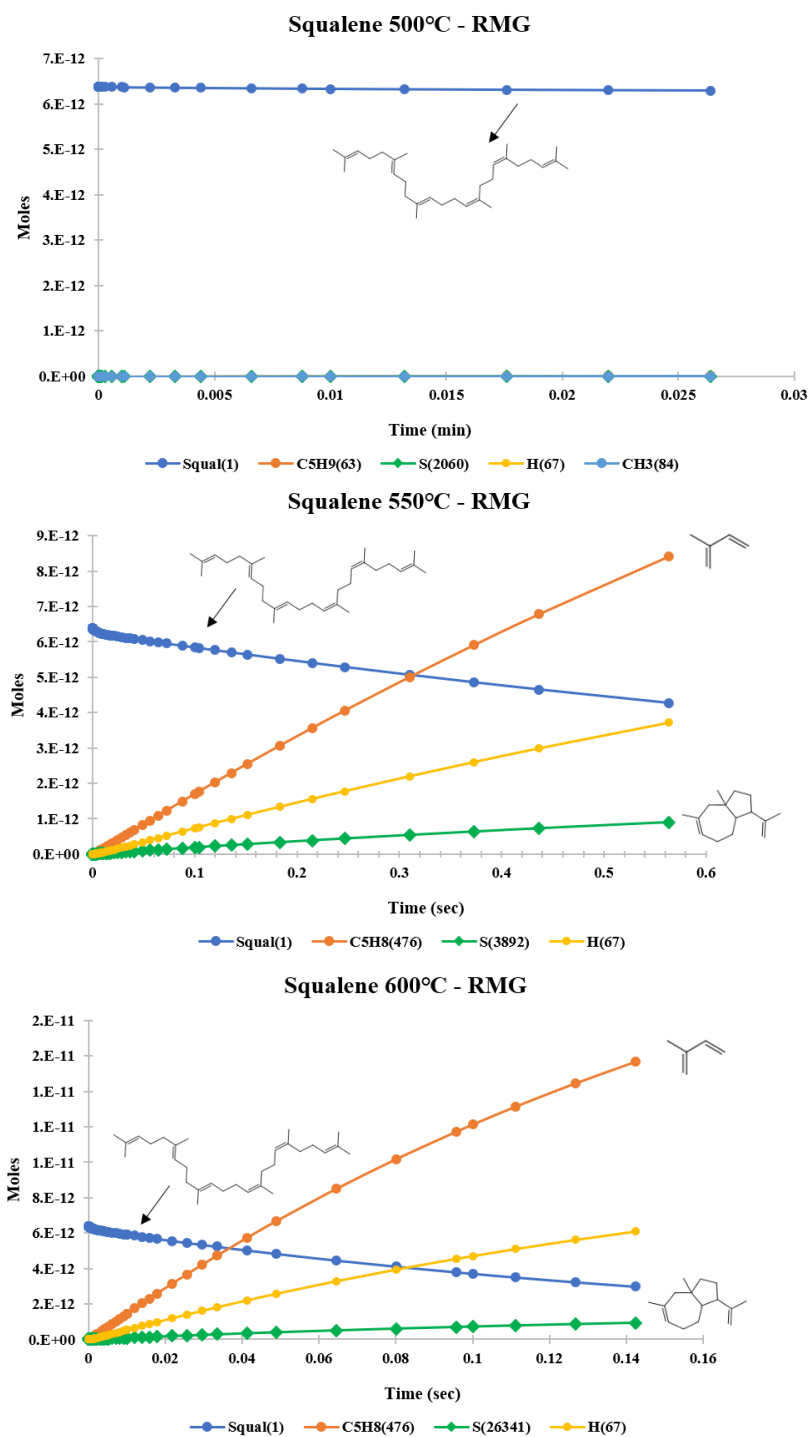 Squalene 500°C - RMG
7.E-12
6.E-12
5.E-12
4.E-12
3.E-12
2.E-12
1.E-12
0.E+00
Moles
0 0.005 0.01 0.015 0.02 0.025 0.03
Time (min)
Squal(1) C5H9(63) S(2060) H(67) CH3(84)
Squalene 550°C - RMG
9.E-12
8.E-12
7.E-12
6.E-12
5.E-12
4.E-12
3.E-12
2.E-12
1.E-12
0.E+00
Moles
0 0.1 0.2 0.3 0.4 0.5 0.6
Time (sec)
Squal(1) C5H8(476) S(3892) H(67)
Squalene 600°C - RMG
2.E-11
2.E-11
1.E-11
1.E-11
1.E-11
8.E-12
6.E-12
4.E-12
2.E-12
0.E+00
Moles
0 0.02 0.04 0.06 0.08 0.1 0.12 0.14 0.16
Time (sec)
Squal(1) C5H8(476) S(26341) H(67)